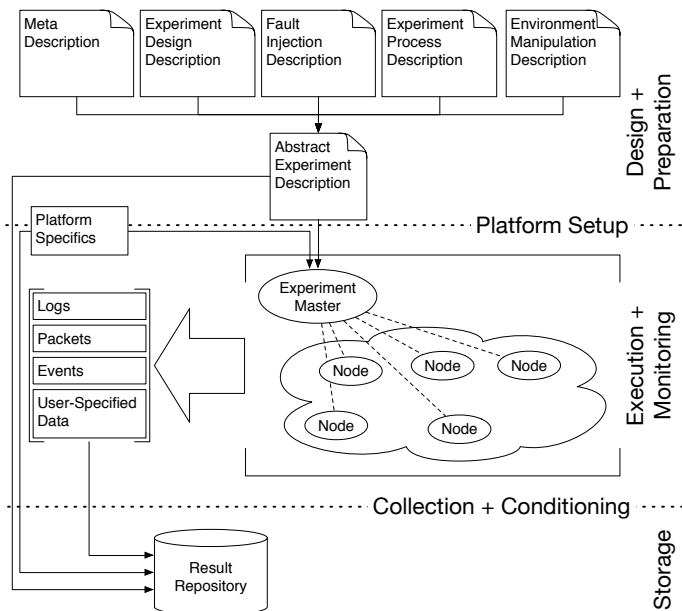 Meta
Description
Experiment
Design
Description
Fault
Injection
Description
Experiment
Process
Description
Environment
Manipulation
Description
Design +
Preparation
Abstract
Experiment
Description
Platform
Specifics
Platform Setup
Experiment
Master
Logs
Packets
Events
User-Specified
Data
Node
Node
Node
Node
Node
Execution +
Monitoring
Collection + Conditioning
Result
Repository
Storage